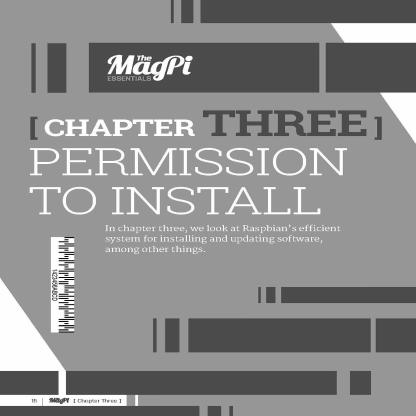 The MagPi
ESSENTIALS
[ CHAPTER THREE ]
PERMISSION
TO INSTALL
In chapter three, we look at Raspbian's efficient
system for installing and updating software,
among other things.
[ Chapter Three ]
MagPi